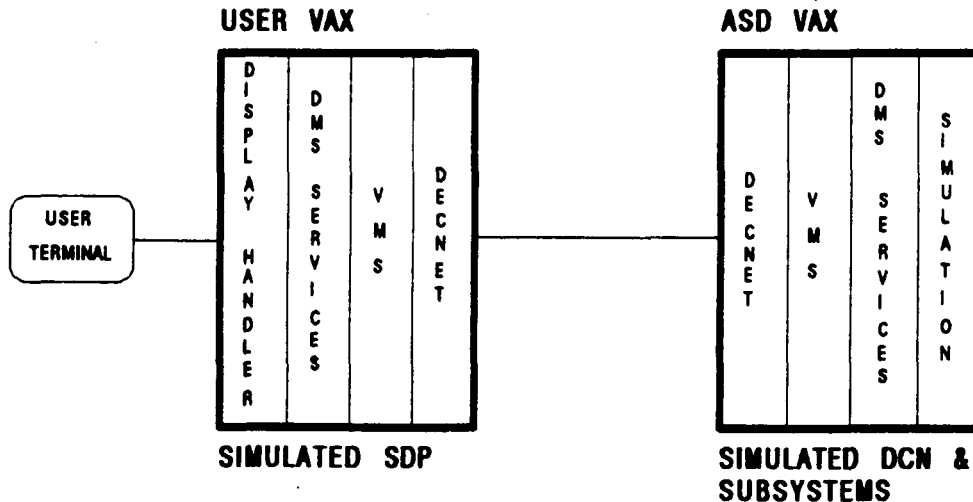 USER VAX
ASD VAX
USER
TERMINAL
DISPLAY HANDLER
DMS SERVICES
VMS
DECNET
DECNET
VMS
DMS SERVICES
SIMULATION
SIMULATED SDP
SIMULATED DCN &
SUBSYSTEMS